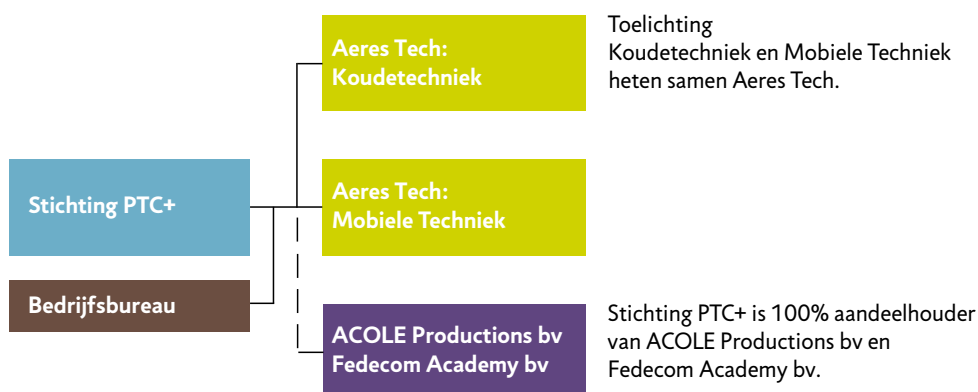 Aeres Tech:
Koudetechniek
Toelichting
Koudetechniek en Mobiele Techniek
heten samen Aeres Tech.
Stichting PTC+
Aeres Tech:
Mobiele Techniek
Bedrijfsbureau
ACOLE Productions bv
Fedecom Academy bv
Stichting PTC+ is 100% aandeelhouder
van ACOLE Productions bv en
Fedecom Academy bv.